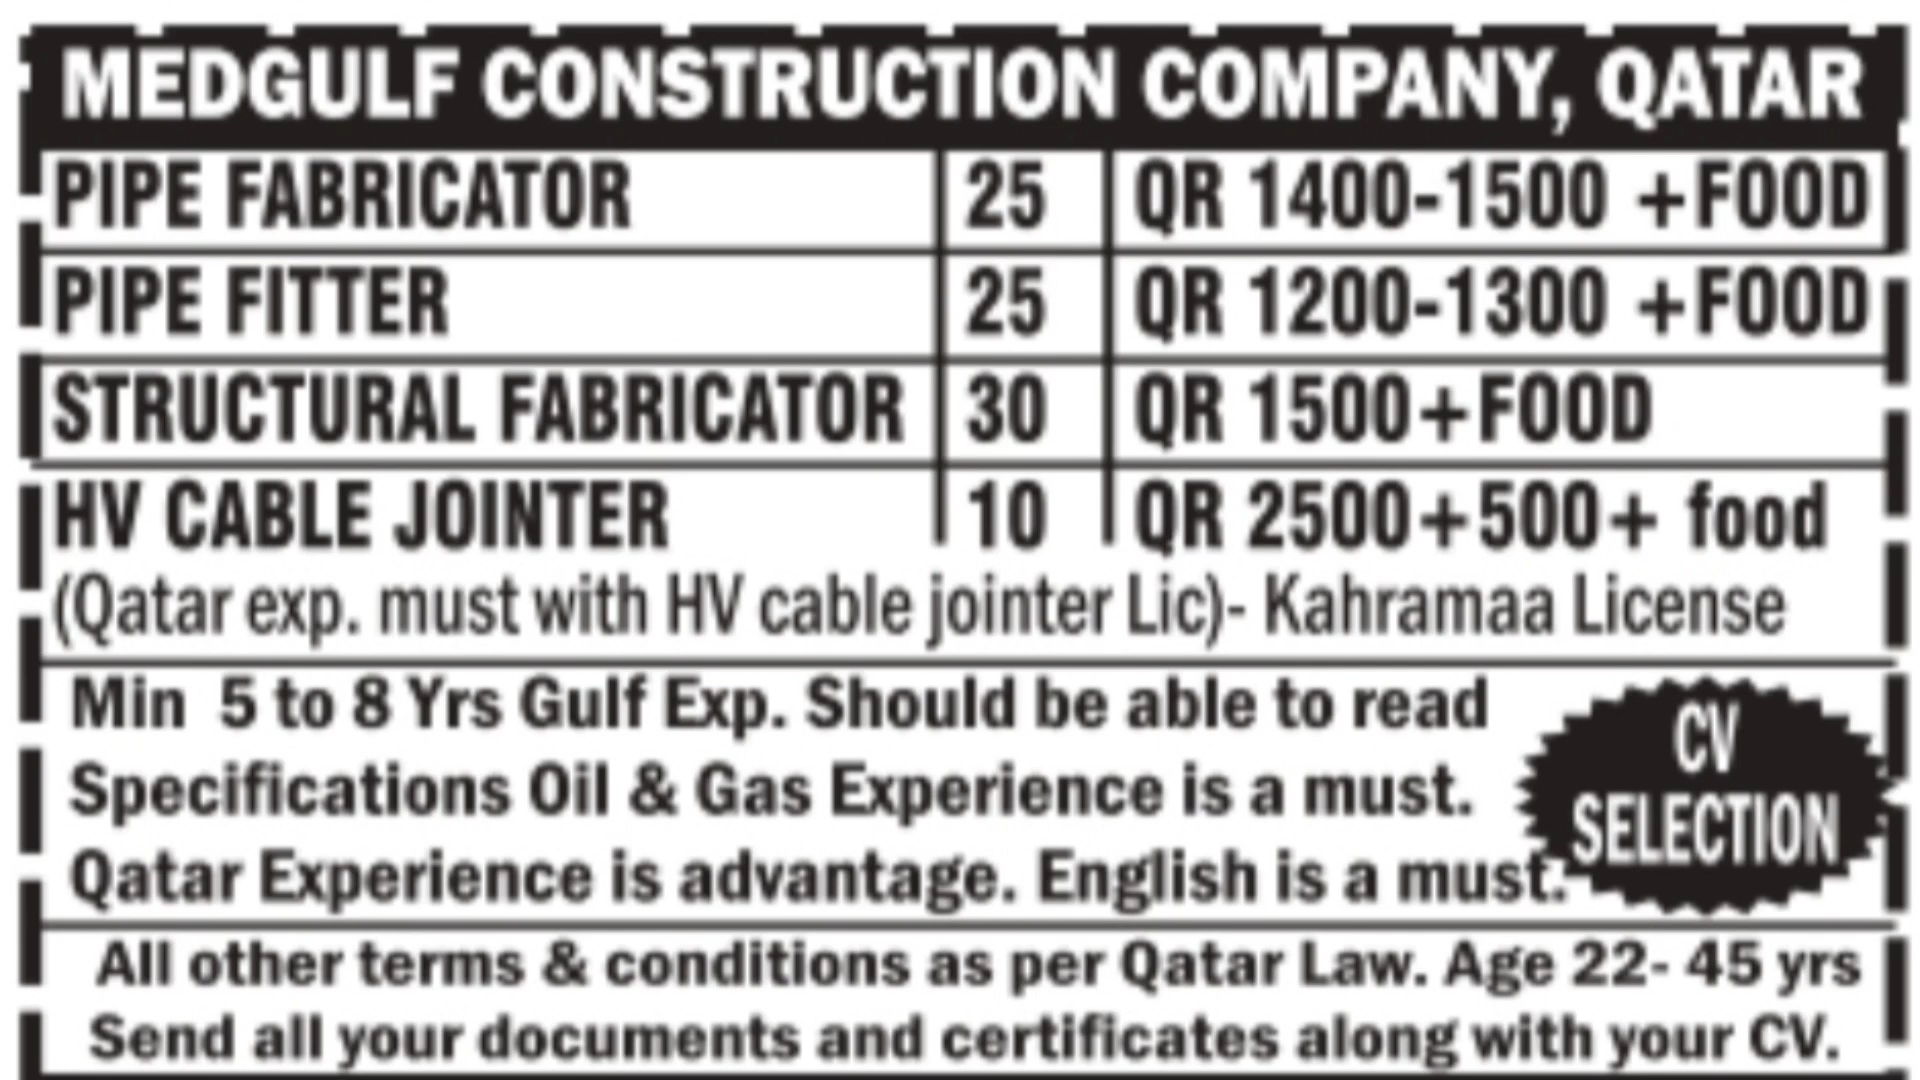 MEDGULF CONSTRUCTION COMPANY, QATAR
PIPE FABRICATOR 25 QR 1400-1500 +FOOD
PIPE FITTER 25 QR 1200-1300 +FOOD
STRUCTURAL FABRICATOR 30 QR 1500+FOOD
HV CABLE JOINTER 10 QR 2500+500+ food
(Qatar exp. must with HV cable jointer Lic)- Kahramaa License
Min 5 to 8 Yrs Gulf Exp. Should be able to read
Specifications Oil & Gas Experience is a must.
Qatar Experience is advantage. English is a must.
CV
SELECTION
All other terms & conditions as per Qatar Law. Age 22- 45 yrs
Send all your documents and certificates along with your CV.